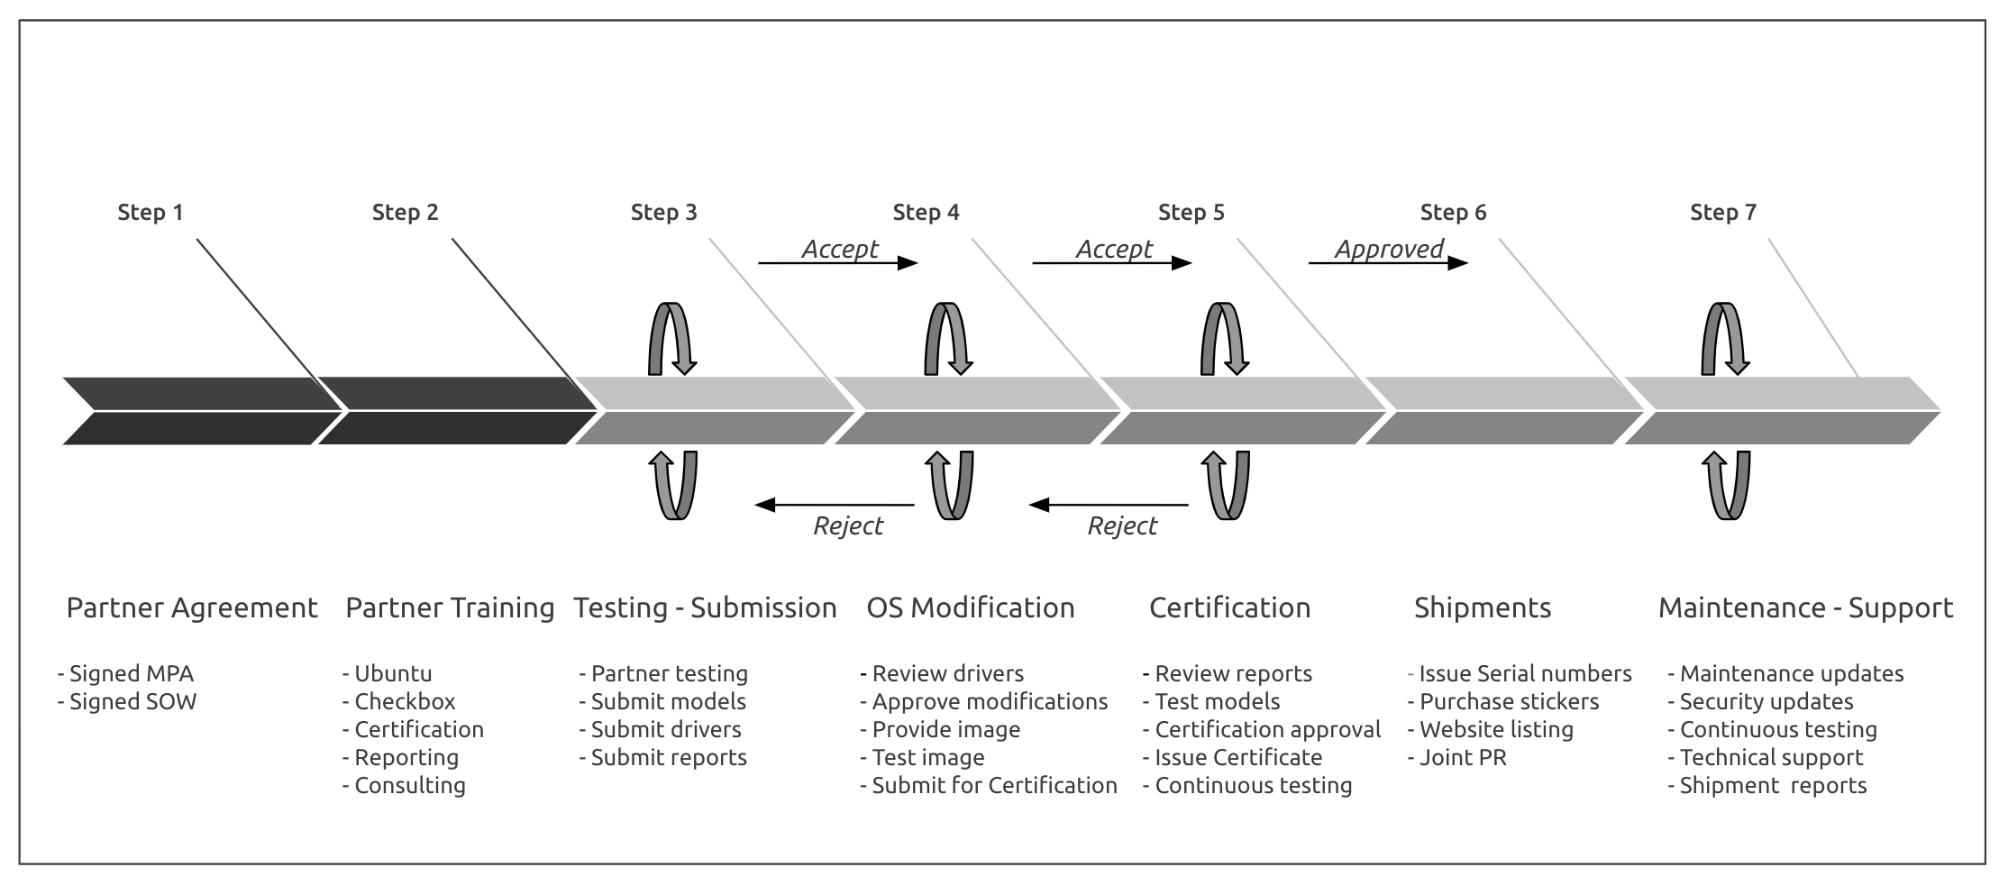 Step 1
Step 2
Step 3
Step 4
Step 5
Step 6
Step 7
Accept
Accept
Approved
Reject
Reject
Partner Agreement
- Signed MPA
- Signed SOW
Partner Training
- Ubuntu
- Checkbox
- Certification
- Reporting
- Consulting
Testing - Submission
- Partner testing
- Submit models
- Submit drivers
- Submit reports
OS Modification
- Review drivers
- Approve modifications
- Provide image
- Test image
- Submit for Certification
Certification
- Review reports
- Test models
- Certification approval
- Issue Certificate
- Continuous testing
Shipments
- Issue Serial numbers
- Purchase stickers
- Website listing
- Joint PR
Maintenance - Support
- Maintenance updates
- Security updates
- Continuous testing
- Technical support
- Shipment  reports